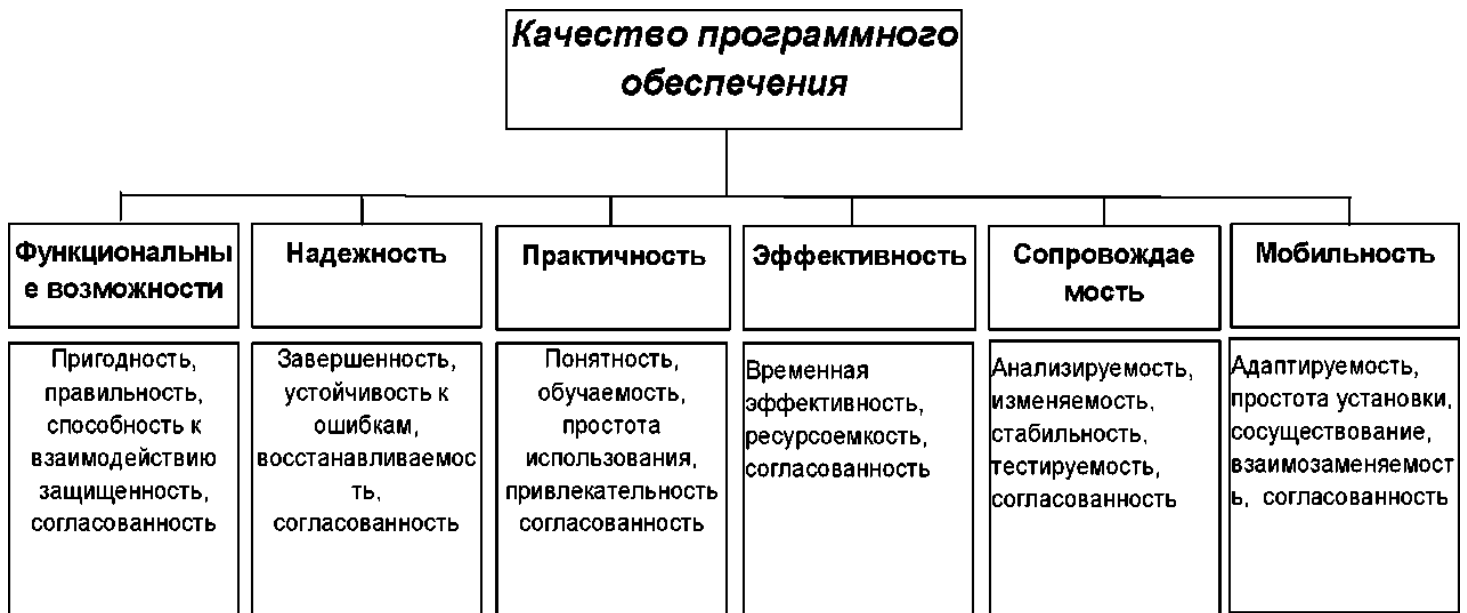 Качество программного
обеспечения
Функциональны
е возможности
Надежность
Практичность
Эффективность
Сопровождае
мость
Мобильность
Пригодность,
правильность,
способность к
взаимодействию
защищенность,
согласованность
Завершенность,
устойчивость к
ошибкам,
восстанавливаемос
ть,
согласованность
Понятность,
обучаемость,
простота
использования,
привлекательность
согласованность
Временная
эффективность,
ресурсоемкость,
согласованность
Анализируемость,
изменяемость,
стабильность,
тестируемость,
согласованность
Адаптируемость,
простота установки,
сосуществование,
взаимозаменяемост
ь, согласованность